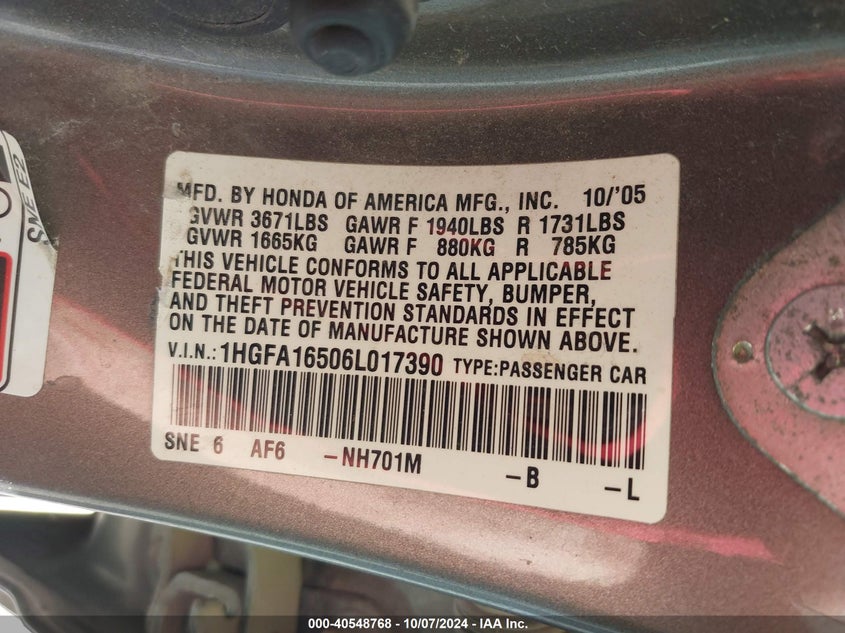 SNE E2
MFD. BY HONDA OF AMERICA MFG., INC. 10/'05
GVWR 3671LBS GAWR F 1940LBS R 1731LBS
GVWR 1665KG GAWR F 880KG R 785KG
THIS VEHICLE CONFORMS TO ALL APPLICABLE
FEDERAL MOTOR VEHICLE SAFETY, BUMPER,
AND THEFT PREVENTION STANDARDS IN EFFECT
ON THE DATE OF MANUFACTURE SHOWN ABOVE.
V.I.N.: 1HGFA16506L017390 TYPE:PASSENGER CAR
SNE 6 AF6 -NH701M -B -L
000-40548768 - 10/07/2024 - IAA Inc.